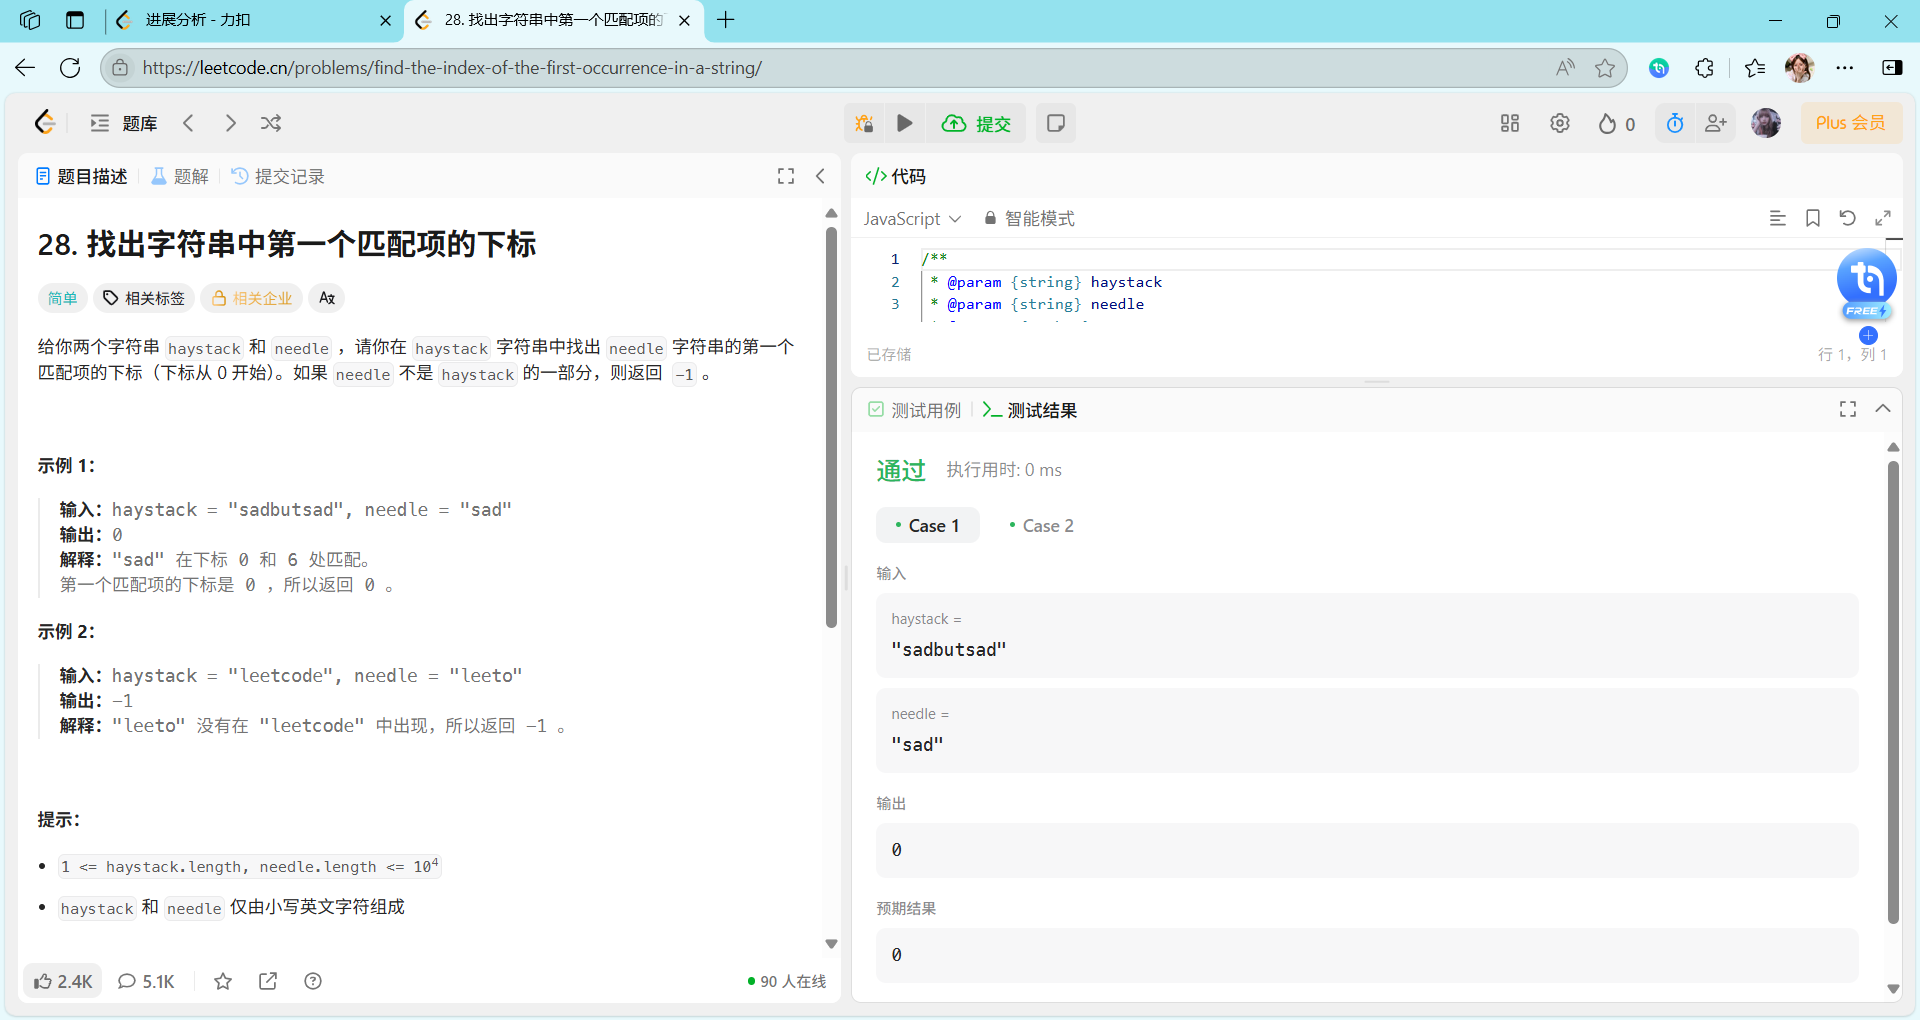 进展分析 - 力扣
28. 找出字符串中第一个匹配项的
https://leetcode.cn/problems/find-the-index-of-the-first-occurrence-in-a-string/
题库
提交
0
Plus 会员
题目描述
题解
提交记录
28. 找出字符串中第一个匹配项的下标
简单
相关标签
相关企业
给你两个字符串 haystack 和 needle ，请你在 haystack 字符串中找出 needle 字符串的第一个
匹配项的下标（下标从 0 开始）。如果 needle 不是 haystack 的一部分，则返回 -1 。
示例 1：
输入：haystack = "sadbutsad", needle = "sad"
输出：0
解释："sad" 在下标 0 和 6 处匹配。
第一个匹配项的下标是 0 ，所以返回 0 。
示例 2：
输入：haystack = "leetcode", needle = "leeto"
输出：-1
解释："leeto" 没有在 "leetcode" 中出现，所以返回 -1 。
提示：
1 <= haystack.length, needle.length <= 10⁴
haystack 和 needle 仅由小写英文字符组成
2.4K
5.1K
90 人在线
</> 代码
JavaScript
智能模式
1 /**
2 * @param {string} haystack
3 * @param {string} needle
FREE
已存储
行 1，列 1
测试用例
测试结果
通过
执行用时: 0 ms
Case 1
Case 2
输入
haystack =
"sadbutsad"
needle =
"sad"
输出
0
预期结果
0